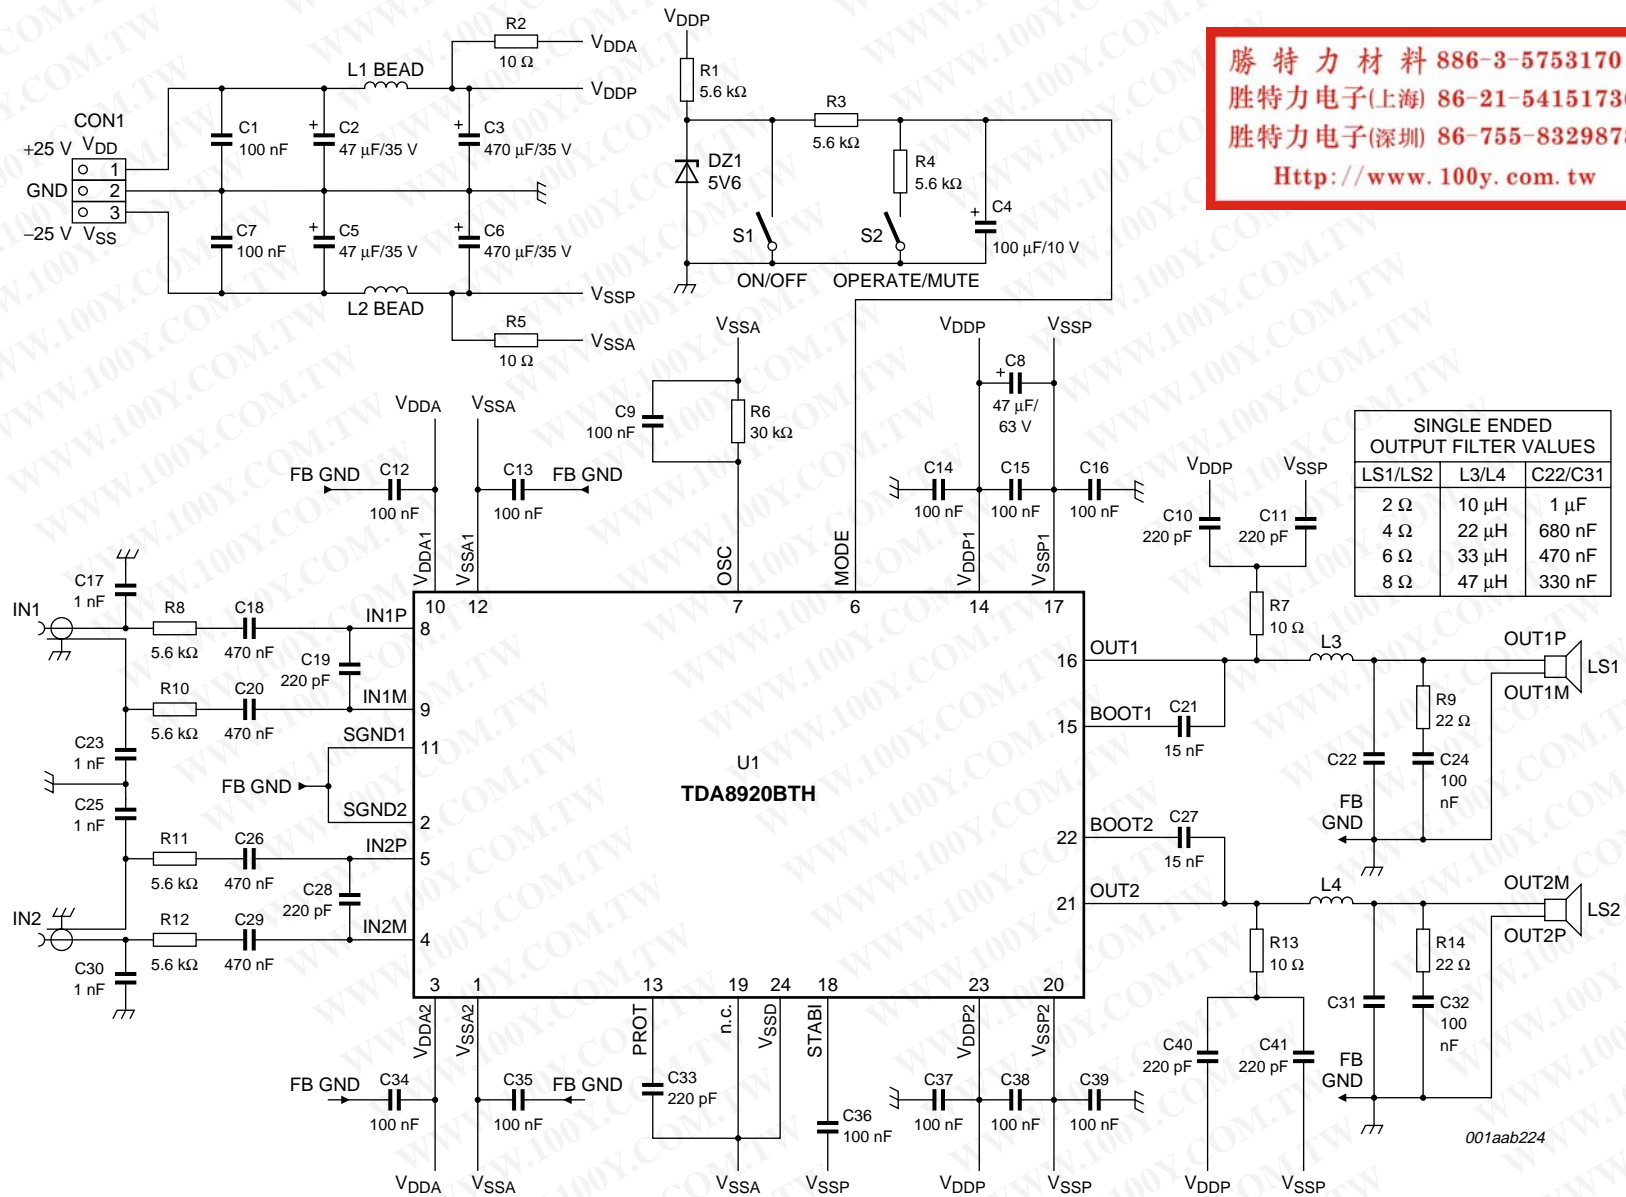 勝 特 力 材 料 886-3-5753170
胜特力电子(上海) 86-21-5415173
胜特力电子(深圳) 86-755-832987
Http://www.100y.com.tw
VDDP
R1
5.6 kΩ
R2
10 Ω
VDDA
L1 BEAD
VDDP
CON1
VDD
+25 V
1
GND
2
3
−25 V
VSS
C1
100 nF
C2
47 μF/35 V
C3
470 μF/35 V
C7
100 nF
C5
47 μF/35 V
C6
470 μF/35 V
L2 BEAD
VSSP
R5
10 Ω
VSSA
DZ1
5V6
R3
5.6 kΩ
R4
5.6 kΩ
S1
S2
C4
100 μF/10 V
ON/OFF
OPERATE/MUTE
VSSA
C9
100 nF
R6
30 kΩ
VDDP
VSSP
C8
47 μF/
63 V
C14
100 nF
C15
100 nF
C16
100 nF
VDDA
VSSA
FB GND
C12
100 nF
C13
100 nF
FB GND
SINGLE ENDED
OUTPUT FILTER VALUES
LS1/LS2 L3/L4 C22/C31
2 Ω 10 μH 1 μF
4 Ω 22 μH 680 nF
6 Ω 33 μH 470 nF
8 Ω 47 μH 330 nF
VDDP
VSSP
C10
220 pF
C11
220 pF
R7
10 Ω
VDDA1
VSSA1
OSC
MODE
VDDP1
VSSP1
10
12
7
6
14
17
C17
1 nF
IN1
R8
5.6 kΩ
C18
470 nF
IN1P
8
C19
220 pF
R10
5.6 kΩ
C20
470 nF
IN1M
9
C23
1 nF
SGND1
11
FB GND
SGND2
2
C25
1 nF
R11
5.6 kΩ
C26
470 nF
IN2P
5
C28
220 pF
IN2
R12
5.6 kΩ
C29
470 nF
IN2M
4
C30
1 nF
U1
TDA8920BTH
16
OUT1
15
BOOT1
C21
15 nF
22
BOOT2
C27
15 nF
21
OUT2
L3
OUT1P
LS1
OUT1M
R9
22 Ω
C22
C24
100
nF
FB
GND
L4
OUT2M
LS2
OUT2P
R13
10 Ω
R14
22 Ω
C31
C32
100
nF
FB
GND
C40
220 pF
C41
220 pF
VDDP
VSSP
3
1
13
19
24
18
23
20
VDDA2
VSSA2
PROT
n.c.
VSSD
STABI
VDDP2
VSSP2
FB GND
C34
100 nF
C35
100 nF
FB GND
C33
220 pF
C36
100 nF
C37
100 nF
C38
100 nF
C39
100 nF
VDDA
VSSA
VSSA
VSSP
VDDP
VSSP
001aab224
WWW.100Y.COM.TW